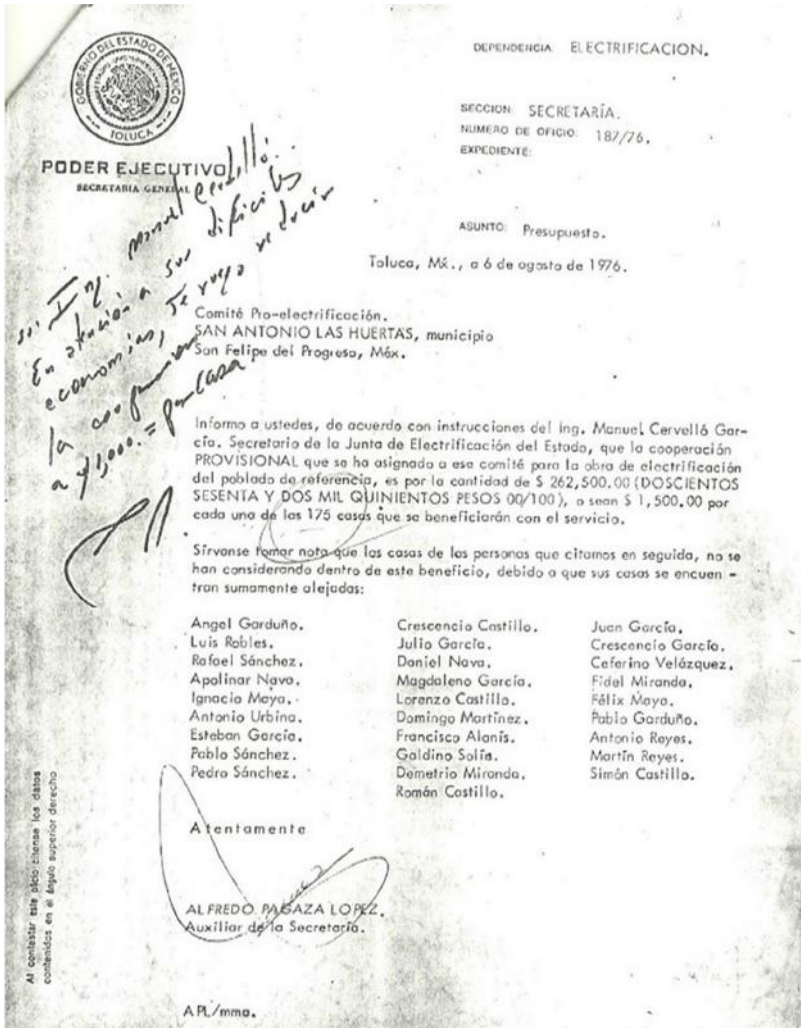 GOBIERNO DEL ESTADO DE MEXICO
TOLUCA
PODER EJECUTIVO
SECRETARIA GENERAL
DEPENDENCIA ELECTRIFICACION.
SECCION: SECRETARÍA.
NUMERO DE OFICIO: 187/76.
EXPEDIENTE:
ASUNTO: Presupuesto.
Toluca, Méx., a 6 de agosto de 1976.
Sr. Ing. Manuel Cervelló.
En atención a sus difíciles
economías, te ruego reducir
la cooperación
a $1,000.= por casa.
Comité Pro-electrificación.
SAN ANTONIO LAS HUERTAS, municipio
San Felipe del Progreso, Méx.
Informo a ustedes, de acuerdo con instrucciones del Ing. Manuel Cervelló Gar-
cía. Secretario de la Junta de Electrificación del Estado, que la cooperación
PROVISIONAL que se ha asignado a ese comité para la obra de electrificación
del poblado de referencia, es por la cantidad de $ 262,500.00 (DOSCIENTOS
SESENTA Y DOS MIL QUINIENTOS PESOS 00/100), o sean $ 1,500.00 por
cada una de las 175 casas que se beneficiarán con el servicio.
Sírvanse tomar nota que las casas de las personas que citamos en seguida, no se
han considerando dentro de este beneficio, debido a que sus casas se encuen -
tran sumamente alejadas:
Angel Garduño.
Luis Robles.
Rafael Sánchez.
Apolinar Nava.
Ignacio Maya.
Antonio Urbina.
Esteban García.
Pablo Sánchez.
Pedro Sánchez.
Crescencio Castillo.
Julio García.
Daniel Nava.
Magdaleno García.
Lorenzo Castillo.
Domingo Martínez.
Francisco Alanís.
Galdino Solís.
Demetrio Miranda.
Román Castillo.
Juan García.
Crescencio García.
Ceferino Velázquez.
Fidel Miranda.
Félix Maya.
Pablo Garduño.
Antonio Reyes.
Martín Reyes.
Simón Castillo.
Atentamente
ALFREDO PAGAZA LOPEZ.
Auxiliar de la Secretaría.
APL/mma.
Al contestar este oficio cítense los datos
contenidos en el ángulo superior derecho